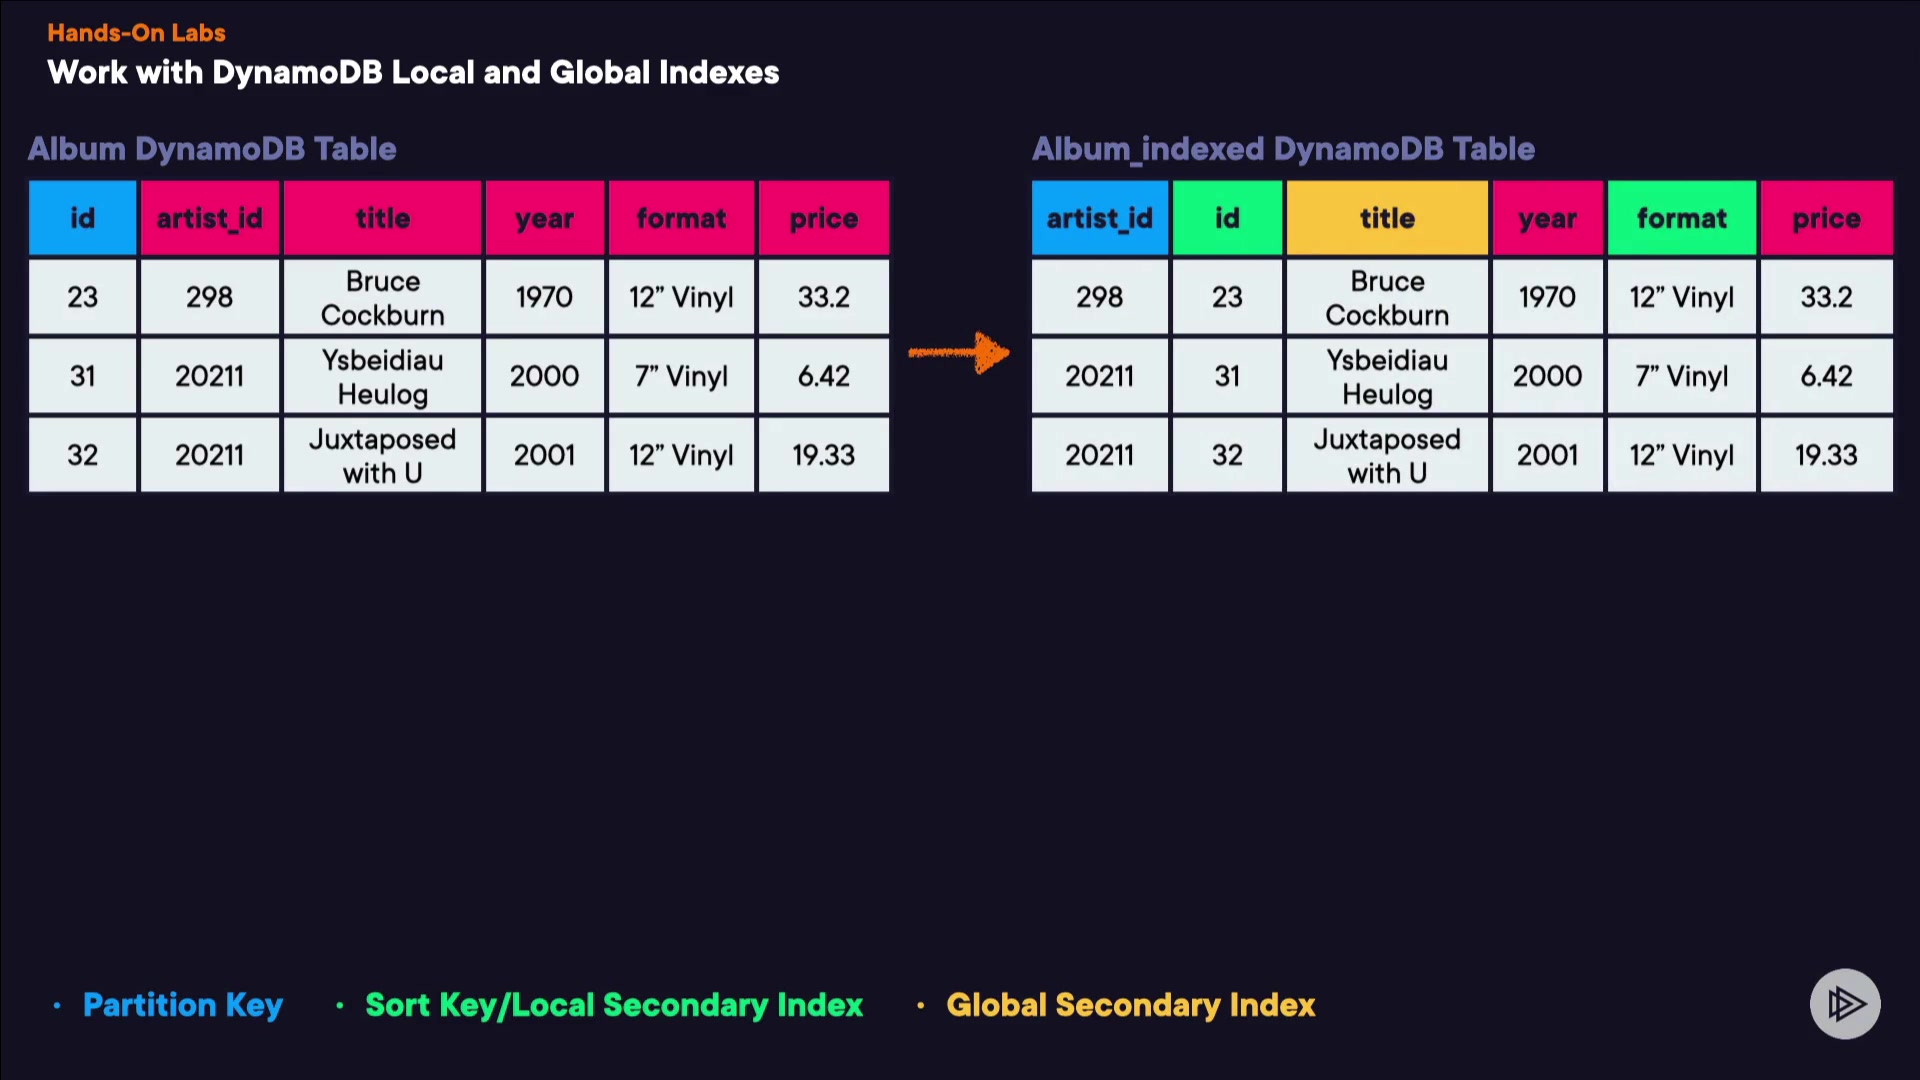 Hands-On Labs
Work with DynamoDB Local and Global Indexes
Album DynamoDB Table
id artist_id title year format price
23 298 Bruce Cockburn 1970 12” Vinyl 33.2
31 20211 Ysbeidiau Heulog 2000 7” Vinyl 6.42
32 20211 Juxtaposed with U 2001 12” Vinyl 19.33
Album_indexed DynamoDB Table
artist_id id title year format price
298 23 Bruce Cockburn 1970 12” Vinyl 33.2
20211 31 Ysbeidiau Heulog 2000 7” Vinyl 6.42
20211 32 Juxtaposed with U 2001 12” Vinyl 19.33
· Partition Key · Sort Key/Local Secondary Index · Global Secondary Index